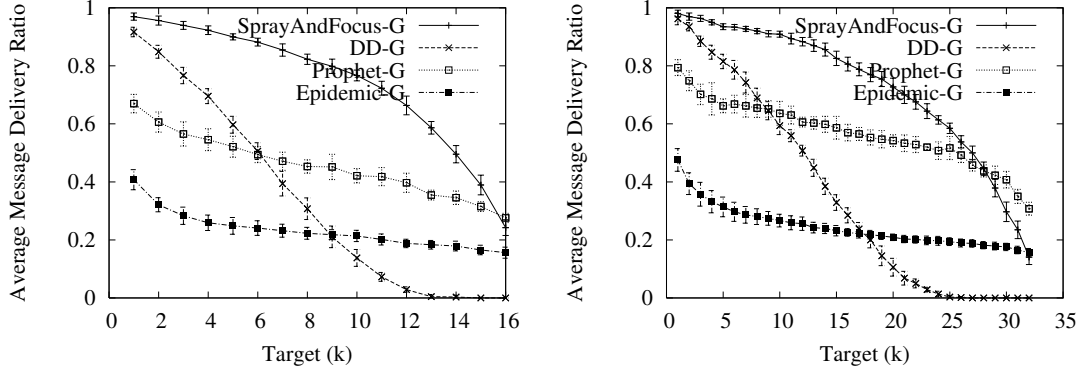 Average Message Delivery Ratio
1
0.8
0.6
0.4
0.2
0
0 2 4 6 8 10 12 14 16
Target (k)
SprayAndFocus-G
DD-G
Prophet-G
Epidemic-G
Average Message Delivery Ratio
1
0.8
0.6
0.4
0.2
0
0 5 10 15 20 25 30 35
Target (k)
SprayAndFocus-G
DD-G
Prophet-G
Epidemic-G